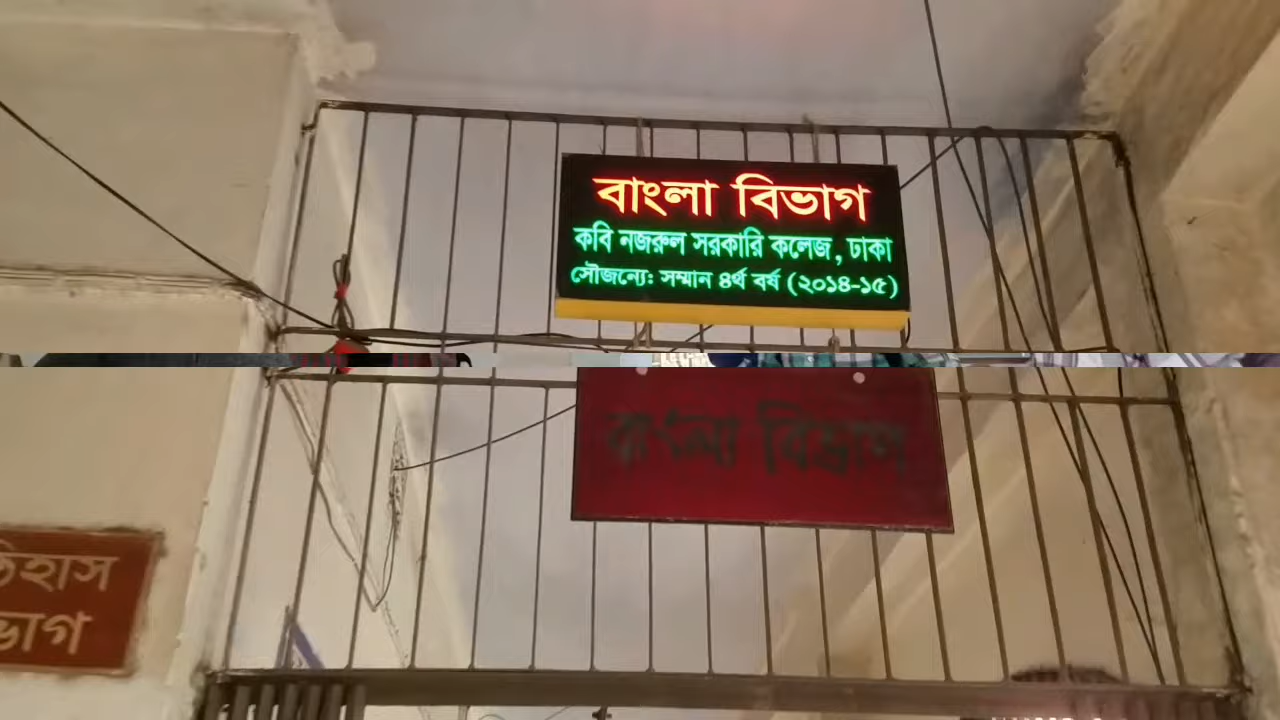 বাংলা বিভাগ
কবি নজরুল সরকারি কলেজ, ঢাকা
সৌজন্যে: সম্মান ৪র্থ বর্ষ (২০১৪-১৫)
বাংলা বিভাগ
তিহাস
ভাগ